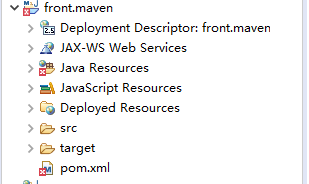 front.maven
Deployment Descriptor: front.maven
JAX-WS Web Services
Java Resources
JavaScript Resources
Deployed Resources
src
target
pom.xml